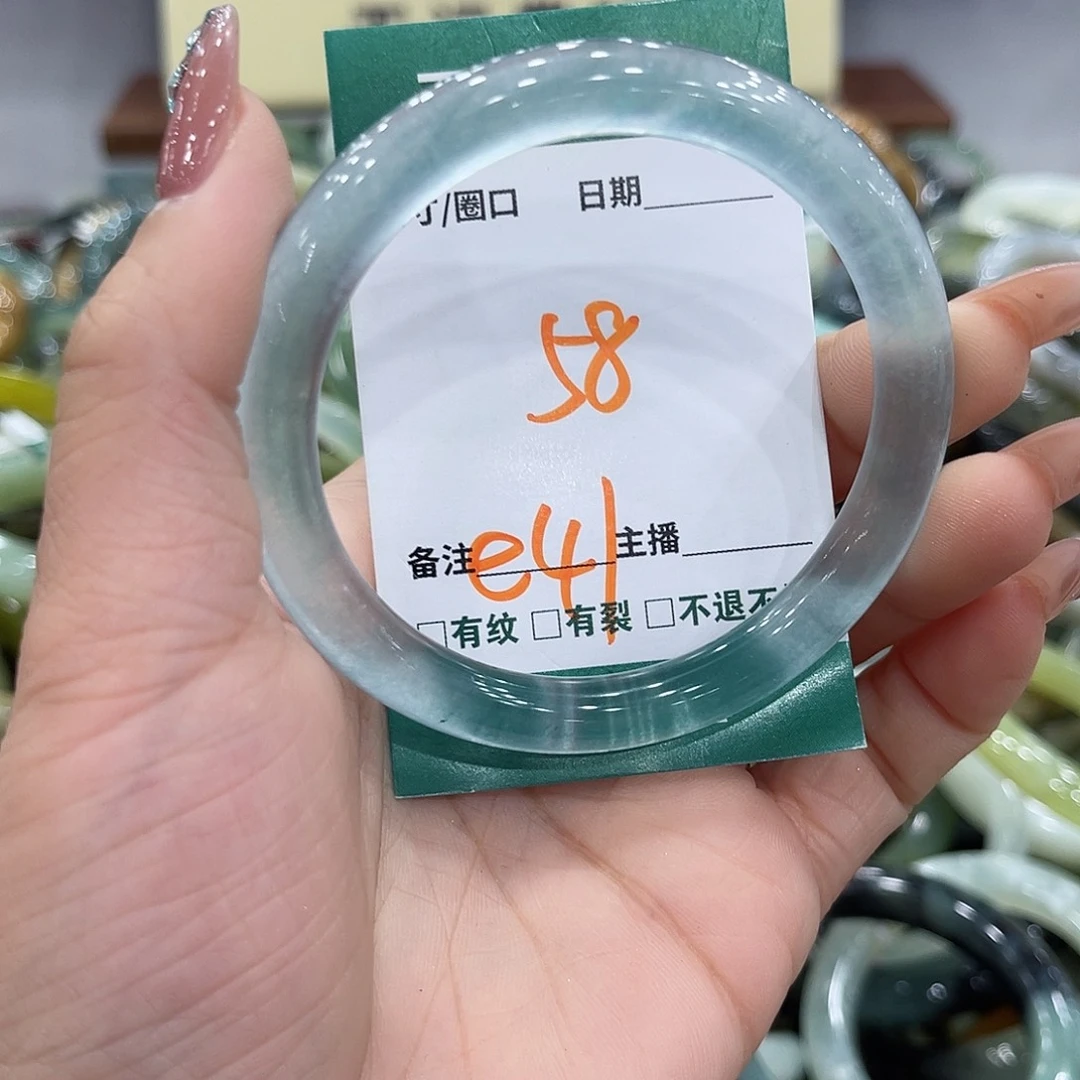 寸/圈口 日期
58
e41
备注 主播
□有纹 □有裂 □不退不